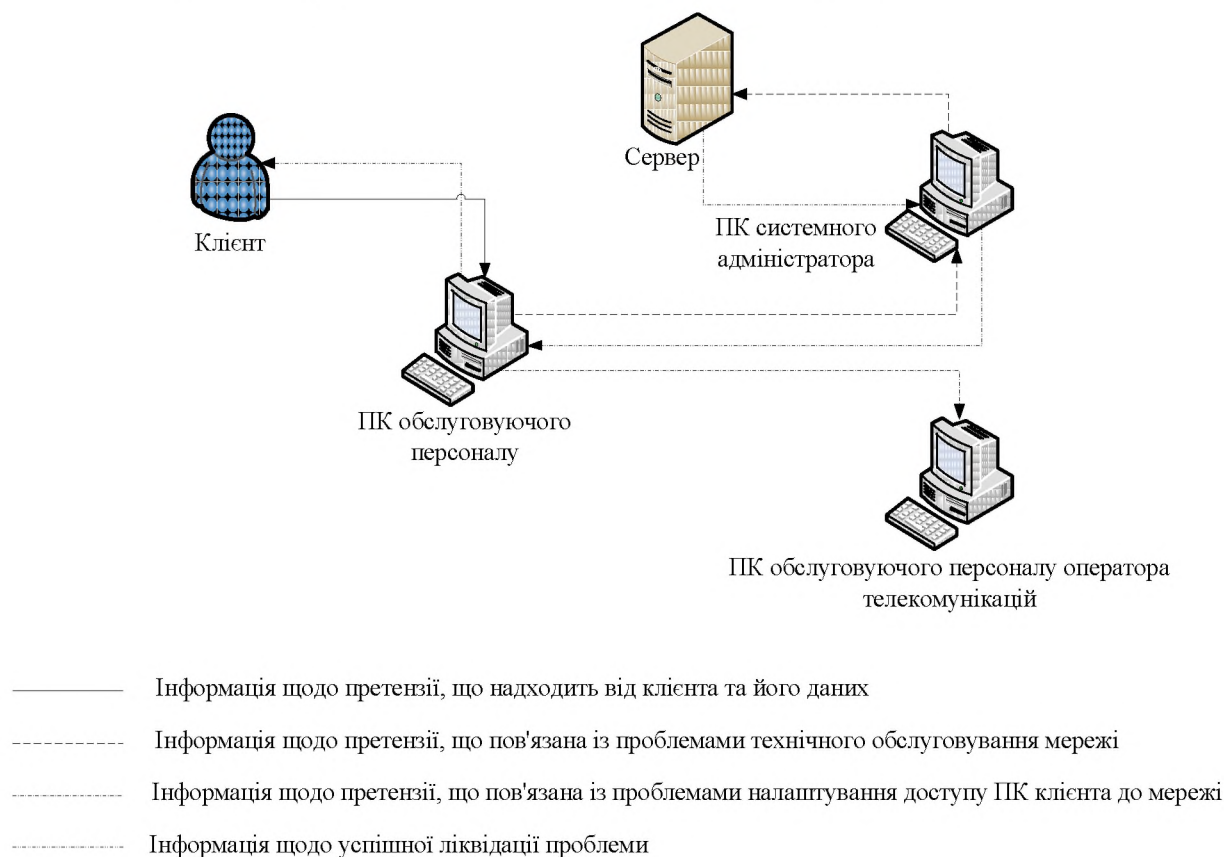 Сервер
Клієнт
ПК системного
адміністратора
ПК обслуговуючого
персоналу
ПК обслуговуючого персоналу оператора
телекомунікацій
Інформація щодо претензії, що надходить від клієнта та його даних
Інформація щодо претензії, що пов'язана із проблемами технічного обслуговування мережі
Інформація щодо претензії, що пов'язана із проблемами налаштування доступу ПК клієнта до мережі
Інформація щодо успішної ліквідації проблеми